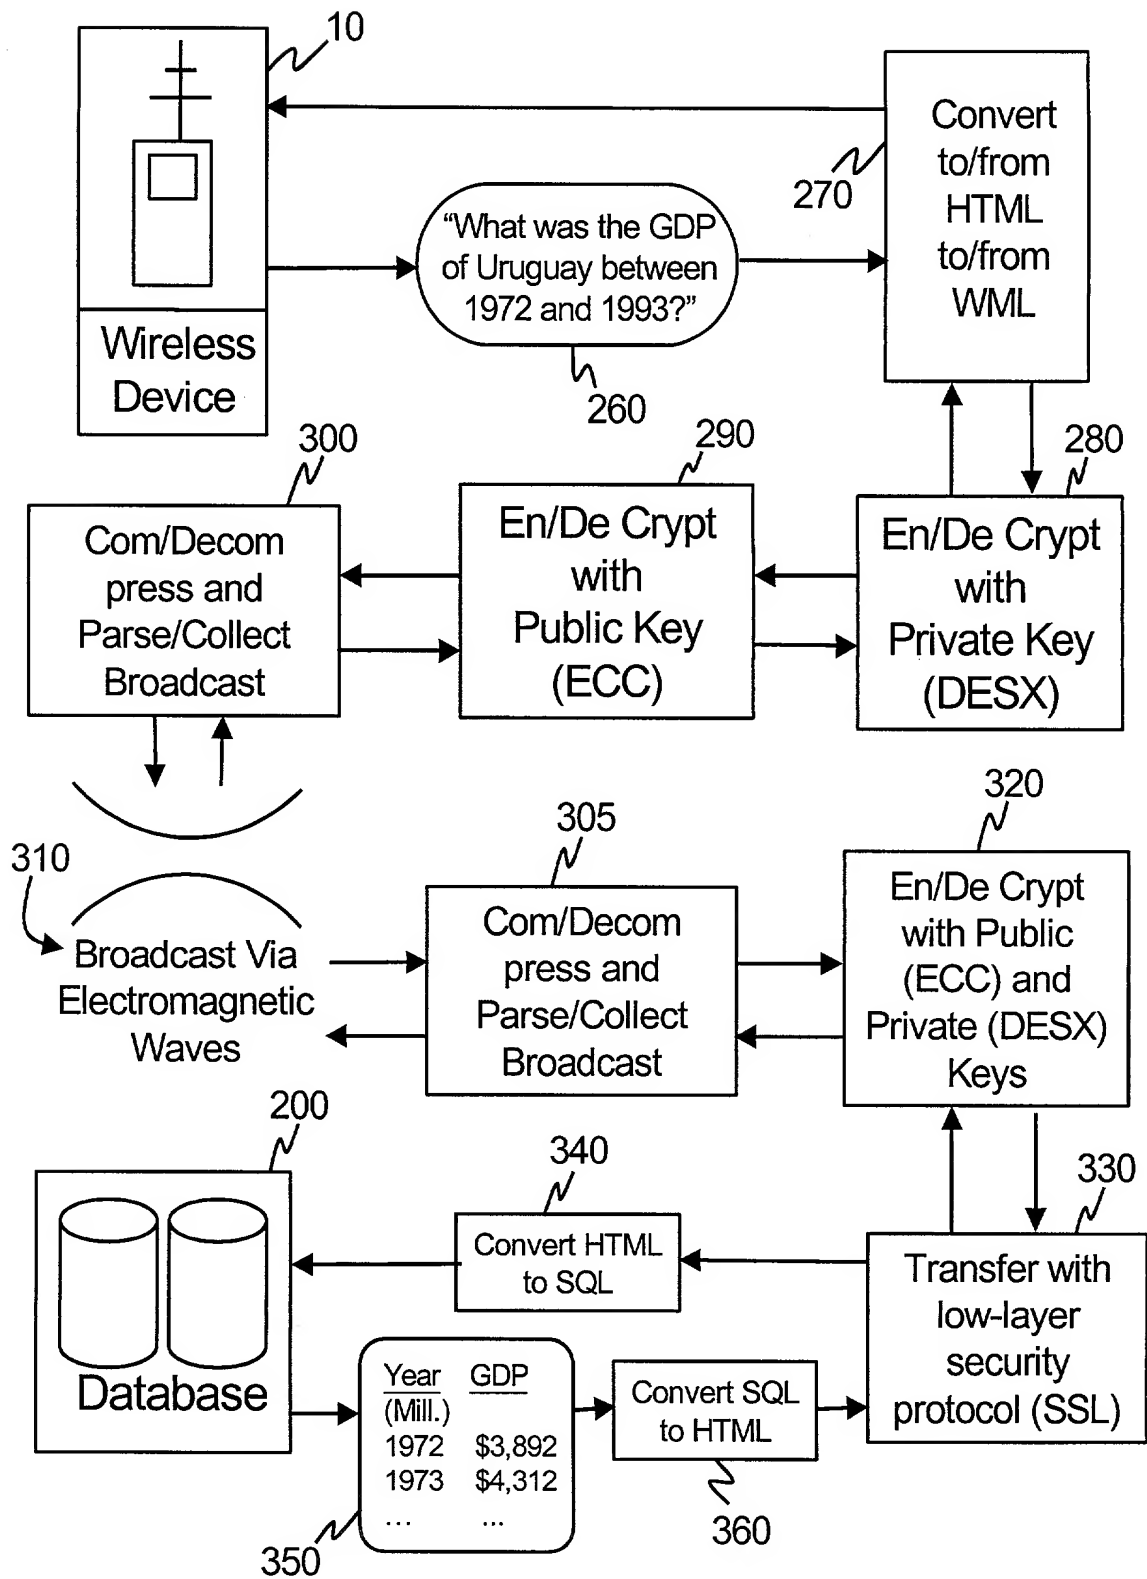 10
Wireless
Device
"What was the GDP
of Uruguay between
1972 and 1993?"
260
270
Convert
to/from
HTML
to/from
WML
300
Com/Decom
press and
Parse/Collect
Broadcast
290
En/De Crypt
with
Public Key
(ECC)
280
En/De Crypt
with
Private Key
(DESX)
310
Broadcast Via
Electromagnetic
Waves
305
Com/Decom
press and
Parse/Collect
Broadcast
320
En/De Crypt
with Public
(ECC) and
Private (DESX)
Keys
200
Database
340
Convert HTML
to SQL
330
Transfer with
low-layer
security
protocol (SSL)
Year GDP
(Mill.)
1972 $3,892
1973 $4,312
... ...
350
Convert SQL
to HTML
360